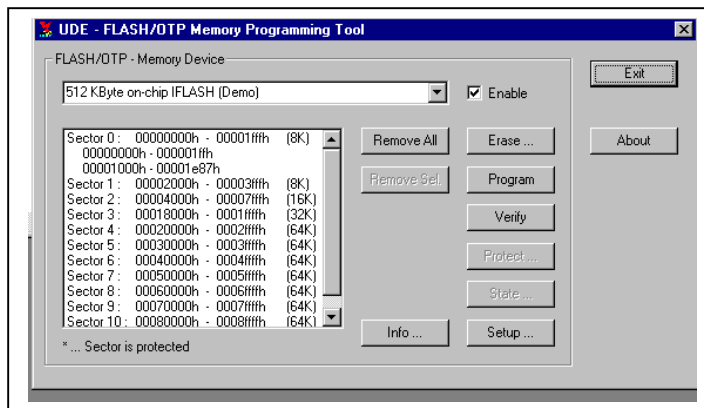 UDE - FLASH/OTP Memory Programming Tool
FLASH/OTP - Memory Device
512 KByte on-chip IFLASH (Demo)
Enable
Exit
Sector 0 : 00000000h - 00001fffh (8K)
00000000h - 000001ffh
00001000h - 00001e87h
Sector 1 : 00002000h - 00003fffh (8K)
Sector 2 : 00004000h - 00007fffh (16K)
Sector 3 : 00018000h - 0001ffffh (32K)
Sector 4 : 00020000h - 0002ffffh (64K)
Sector 5 : 00030000h - 0003ffffh (64K)
Sector 6 : 00040000h - 0004ffffh (64K)
Sector 7 : 00050000h - 0005ffffh (64K)
Sector 8 : 00060000h - 0006ffffh (64K)
Sector 9 : 00070000h - 0007ffffh (64K)
Sector 10 : 00080000h - 0008ffffh (64K)
Remove All
Erase ...
About
Remove Sel.
Program
Verify
Protect ...
State ...
Info ...
Setup ...
* ... Sector is protected